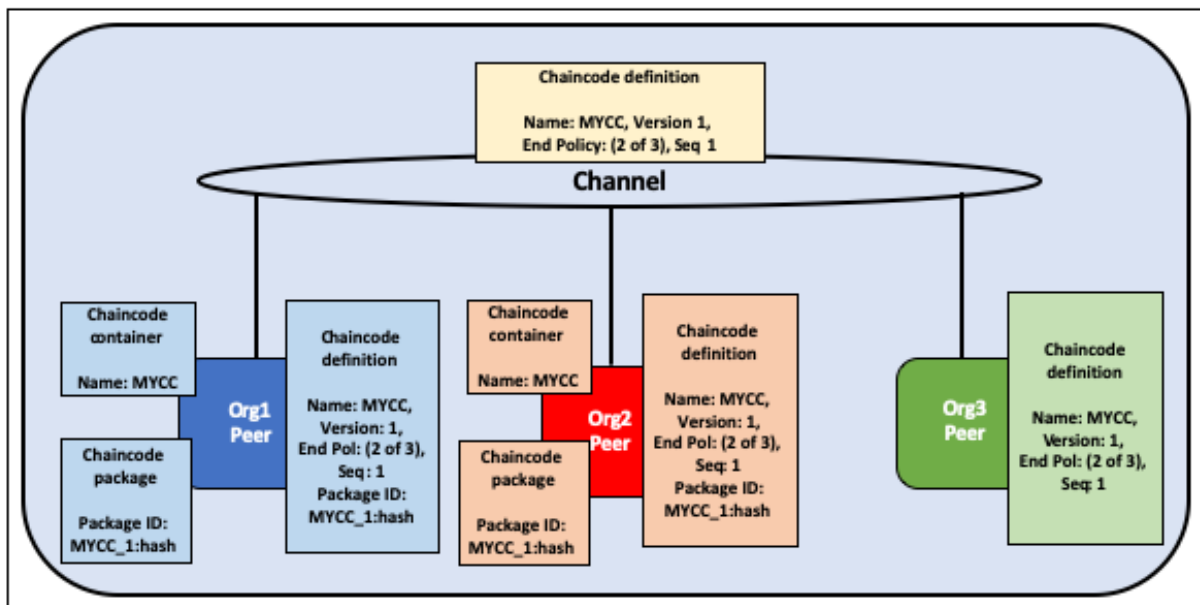 Chaincode definition
Name: MYCC, Version 1,
End Policy: (2 of 3), Seq 1
Channel
Chaincode
container
Name: MYCC
Chaincode
package
Package ID:
MYCC_1:hash
Org1
Peer
Chaincode
definition
Name: MYCC,
Version: 1,
End Pol: (2 of 3),
Seq: 1
Package ID:
MYCC_1:hash
Chaincode
container
Name: MYCC
Chaincode
package
Package ID:
MYCC_1:hash
Org2
Peer
Chaincode
definition
Name: MYCC,
Version: 1,
End Pol: (2 of 3),
Seq: 1
Package ID:
MYCC_1:hash
Org3
Peer
Chaincode
definition
Name: MYCC,
Version: 1,
End Pol: (2 of 3),
Seq: 1